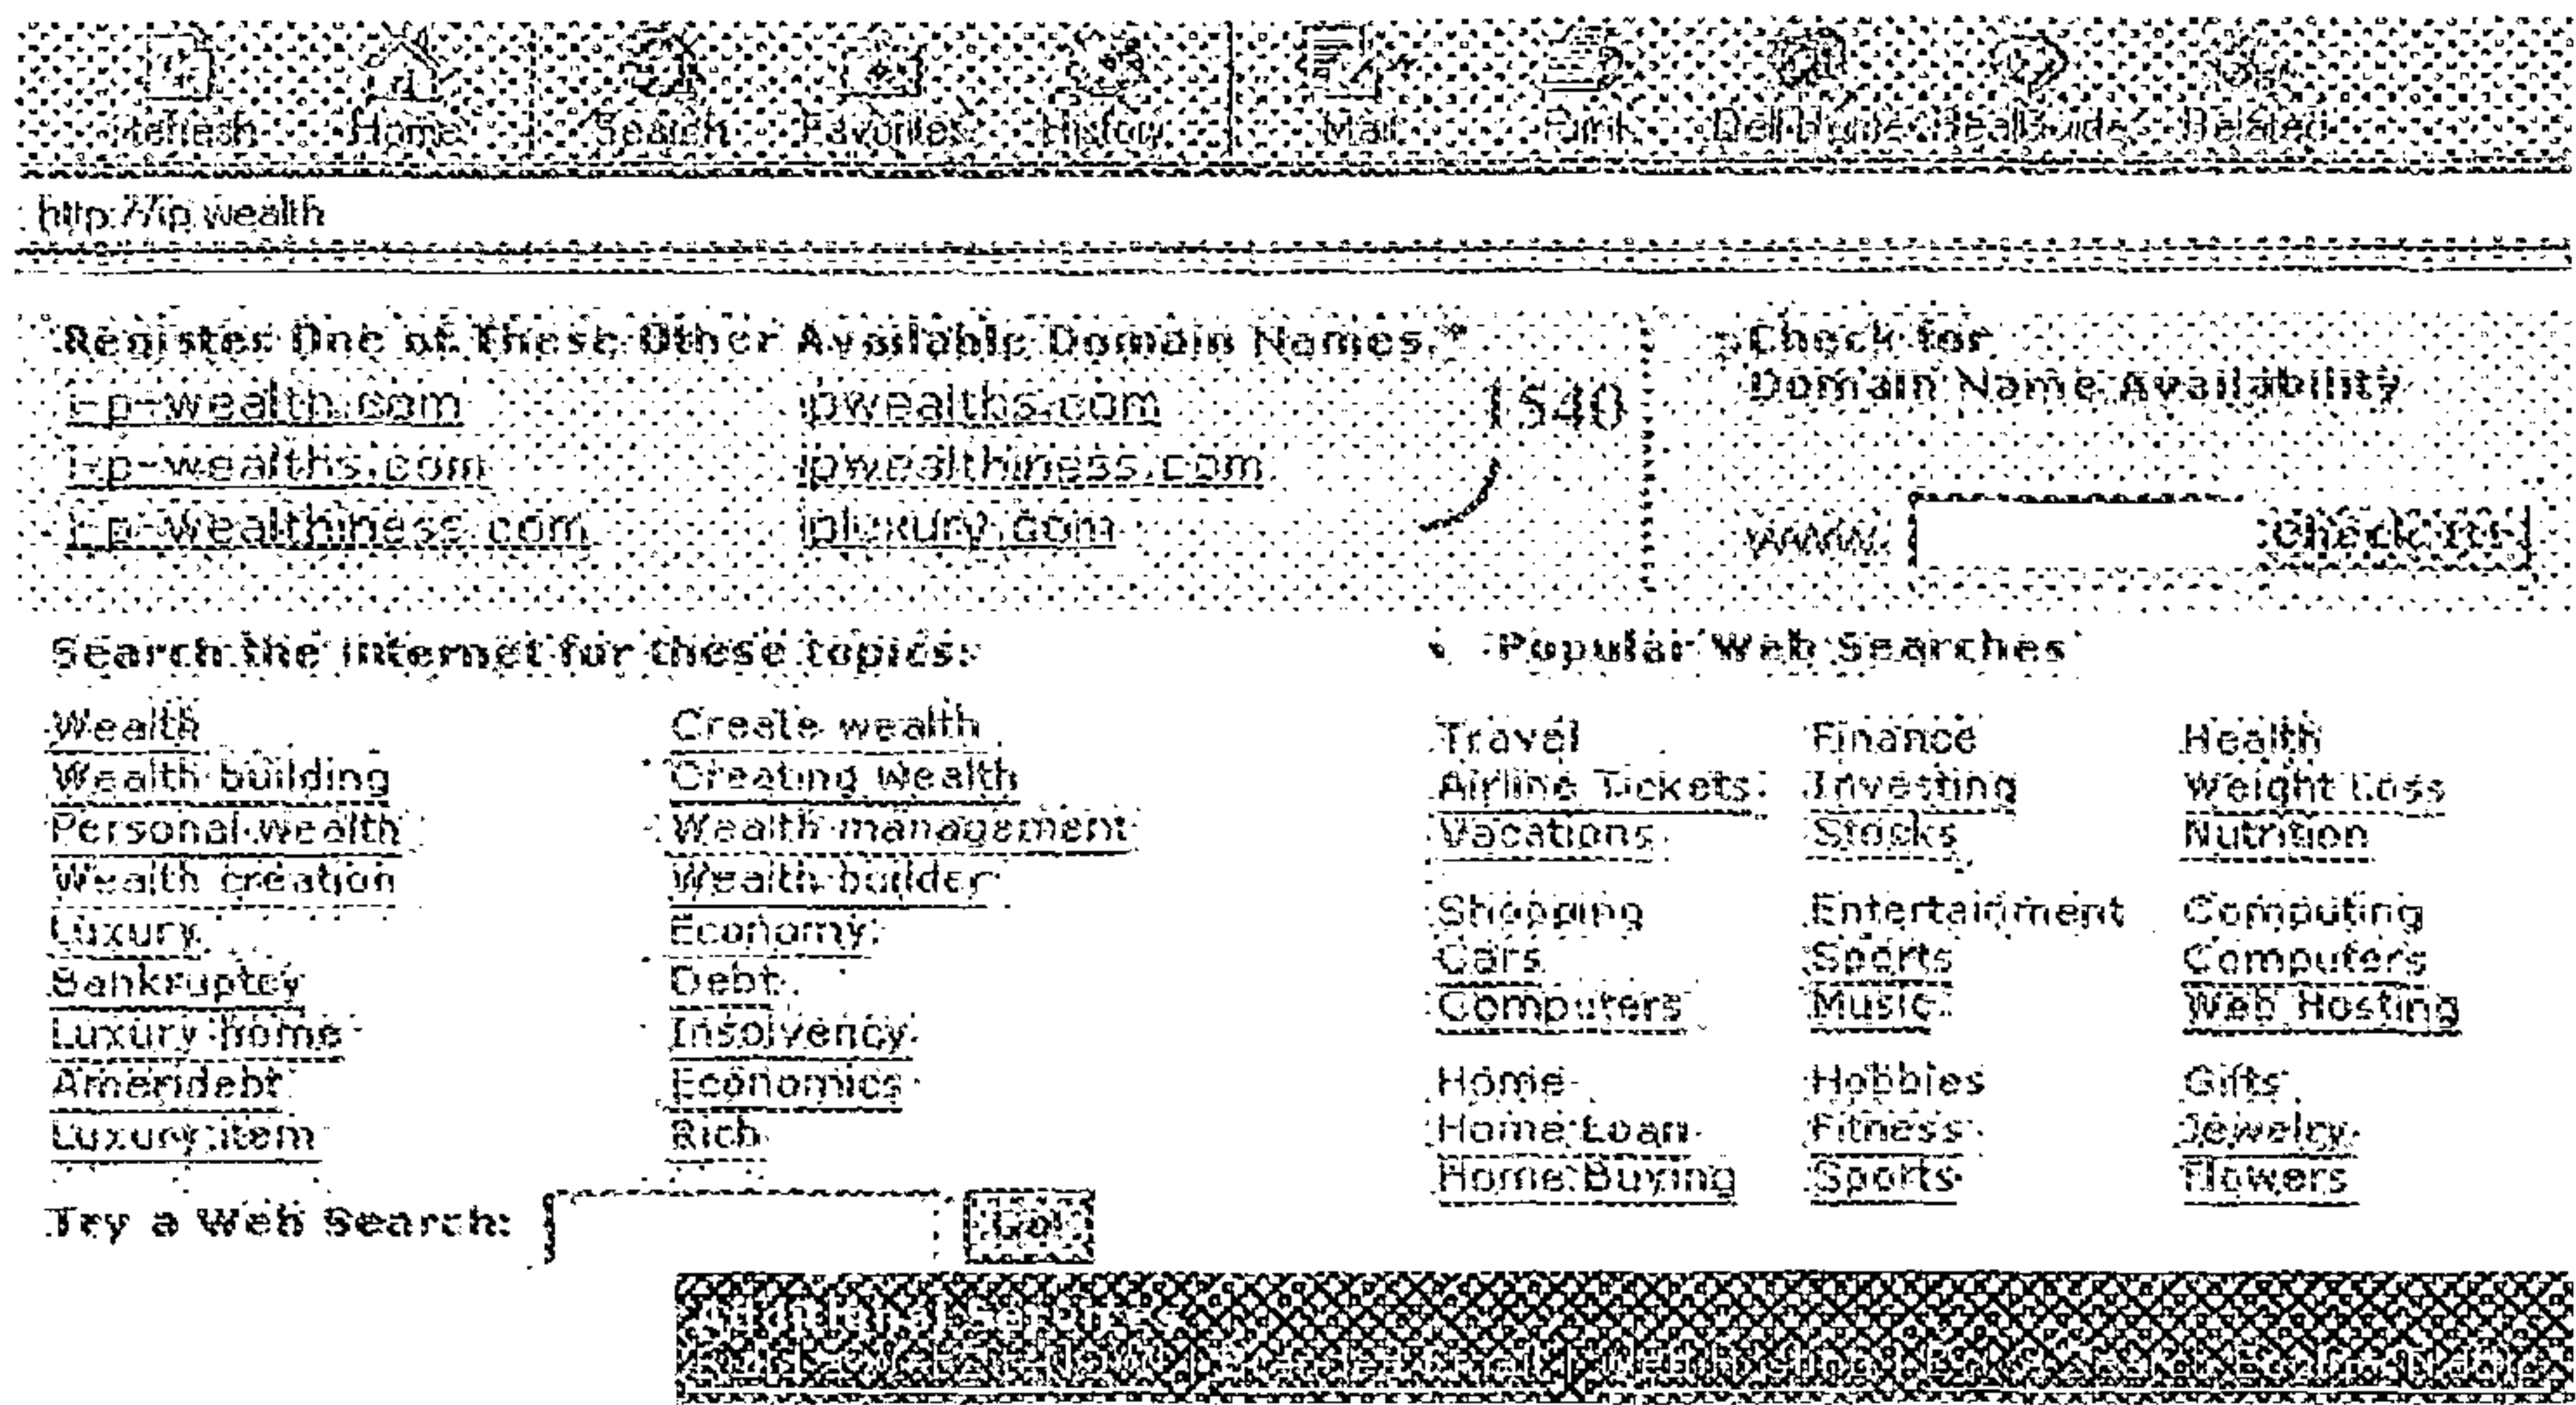 Refresh Home Search Favorites History Mail Print Dell Home RealGuide Related
http://ip.wealth
Register One of These Other Available Domain Names.*
i-p-wealth.com ipwealths.com
i-p-wealths.com ipwealthiness.com
i-p-wealthiness.com ipluxury.com
1540
Check for
Domain Name Availability
www. Check It!
Search the internet for these topics:
Wealth Create wealth
Wealth building Creating wealth
Personal wealth Wealth management
Wealth creation Wealth builder
Luxury Economy
Bankruptcy Debt
Luxury home Insolvency
Ameridebt Economics
Luxury item Rich
Try a Web Search: Go!
Popular Web Searches
Travel Finance Health
Airline Tickets Investing Weight Loss
Vacations Stocks Nutrition
Shopping Entertainment Computing
Cars Sports Computers
Computers Music Web Hosting
Home Hobbies Gifts
Home Loan Fitness Jewelry
Home Buying Sports Flowers
Additional Services